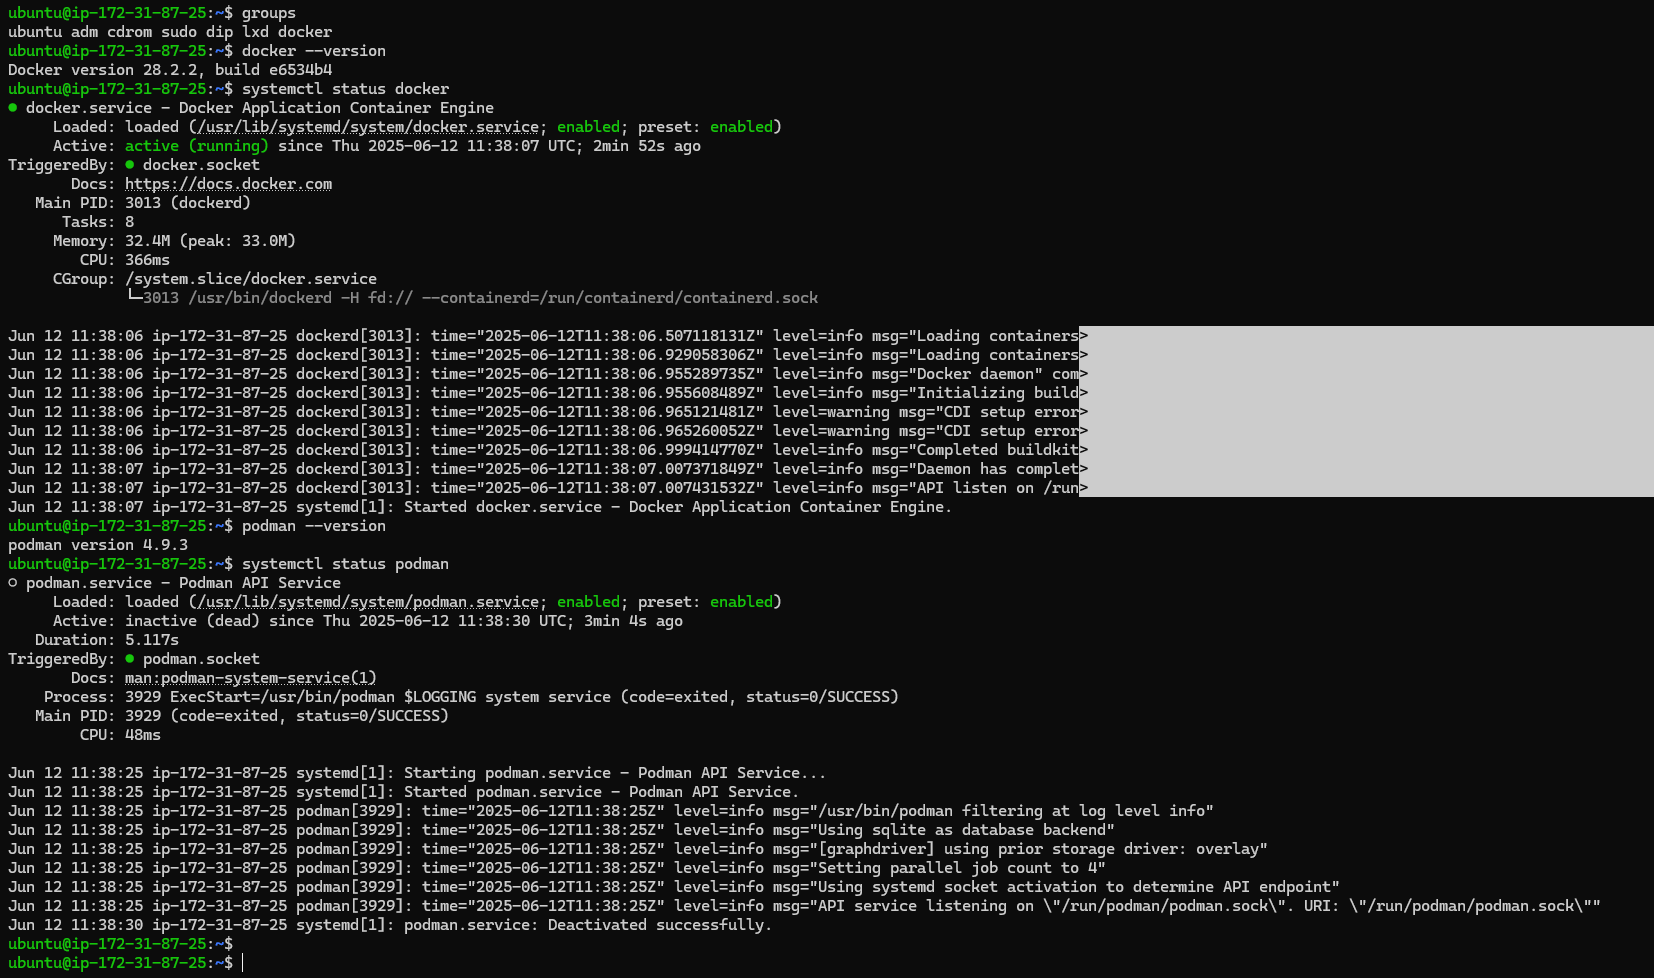 ubuntu@ip-172-31-87-25:~$ groups
ubuntu adm cdrom sudo dip lxd docker
ubuntu@ip-172-31-87-25:~$ docker --version
Docker version 28.2.2, build e6534b4
ubuntu@ip-172-31-87-25:~$ systemctl status docker
● docker.service - Docker Application Container Engine
     Loaded: loaded (/usr/lib/systemd/system/docker.service; enabled; preset: enabled)
     Active: active (running) since Thu 2025-06-12 11:38:07 UTC; 2min 52s ago
TriggeredBy: ● docker.socket
       Docs: https://docs.docker.com
   Main PID: 3013 (dockerd)
      Tasks: 8
     Memory: 32.4M (peak: 33.0M)
        CPU: 366ms
     CGroup: /system.slice/docker.service
             └─3013 /usr/bin/dockerd -H fd:// --containerd=/run/containerd/containerd.sock

Jun 12 11:38:06 ip-172-31-87-25 dockerd[3013]: time="2025-06-12T11:38:06.507118131Z" level=info msg="Loading containers>
Jun 12 11:38:06 ip-172-31-87-25 dockerd[3013]: time="2025-06-12T11:38:06.929058306Z" level=info msg="Loading containers>
Jun 12 11:38:06 ip-172-31-87-25 dockerd[3013]: time="2025-06-12T11:38:06.955289735Z" level=info msg="Docker daemon" com>
Jun 12 11:38:06 ip-172-31-87-25 dockerd[3013]: time="2025-06-12T11:38:06.955608489Z" level=info msg="Initializing build>
Jun 12 11:38:06 ip-172-31-87-25 dockerd[3013]: time="2025-06-12T11:38:06.965121481Z" level=warning msg="CDI setup error>
Jun 12 11:38:06 ip-172-31-87-25 dockerd[3013]: time="2025-06-12T11:38:06.965260052Z" level=warning msg="CDI setup error>
Jun 12 11:38:06 ip-172-31-87-25 dockerd[3013]: time="2025-06-12T11:38:06.999414770Z" level=info msg="Completed buildkit>
Jun 12 11:38:07 ip-172-31-87-25 dockerd[3013]: time="2025-06-12T11:38:07.007371849Z" level=info msg="Daemon has complet>
Jun 12 11:38:07 ip-172-31-87-25 dockerd[3013]: time="2025-06-12T11:38:07.007431532Z" level=info msg="API listen on /run>
Jun 12 11:38:07 ip-172-31-87-25 systemd[1]: Started docker.service - Docker Application Container Engine.
ubuntu@ip-172-31-87-25:~$ podman --version
podman version 4.9.3
ubuntu@ip-172-31-87-25:~$ systemctl status podman
○ podman.service - Podman API Service
     Loaded: loaded (/usr/lib/systemd/system/podman.service; enabled; preset: enabled)
     Active: inactive (dead) since Thu 2025-06-12 11:38:30 UTC; 3min 4s ago
   Duration: 5.117s
TriggeredBy: ● podman.socket
       Docs: man:podman-system-service(1)
    Process: 3929 ExecStart=/usr/bin/podman $LOGGING system service (code=exited, status=0/SUCCESS)
   Main PID: 3929 (code=exited, status=0/SUCCESS)
        CPU: 48ms

Jun 12 11:38:25 ip-172-31-87-25 systemd[1]: Starting podman.service - Podman API Service...
Jun 12 11:38:25 ip-172-31-87-25 systemd[1]: Started podman.service - Podman API Service.
Jun 12 11:38:25 ip-172-31-87-25 podman[3929]: time="2025-06-12T11:38:25Z" level=info msg="/usr/bin/podman filtering at log level info"
Jun 12 11:38:25 ip-172-31-87-25 podman[3929]: time="2025-06-12T11:38:25Z" level=info msg="Using sqlite as database backend"
Jun 12 11:38:25 ip-172-31-87-25 podman[3929]: time="2025-06-12T11:38:25Z" level=info msg="[graphdriver] using prior storage driver: overlay"
Jun 12 11:38:25 ip-172-31-87-25 podman[3929]: time="2025-06-12T11:38:25Z" level=info msg="Setting parallel job count to 4"
Jun 12 11:38:25 ip-172-31-87-25 podman[3929]: time="2025-06-12T11:38:25Z" level=info msg="Using systemd socket activation to determine API endpoint"
Jun 12 11:38:25 ip-172-31-87-25 podman[3929]: time="2025-06-12T11:38:25Z" level=info msg="API service listening on \"/run/podman/podman.sock\". URI: \"/run/podman/podman.sock\""
Jun 12 11:38:30 ip-172-31-87-25 systemd[1]: podman.service: Deactivated successfully.
ubuntu@ip-172-31-87-25:~$
ubuntu@ip-172-31-87-25:~$